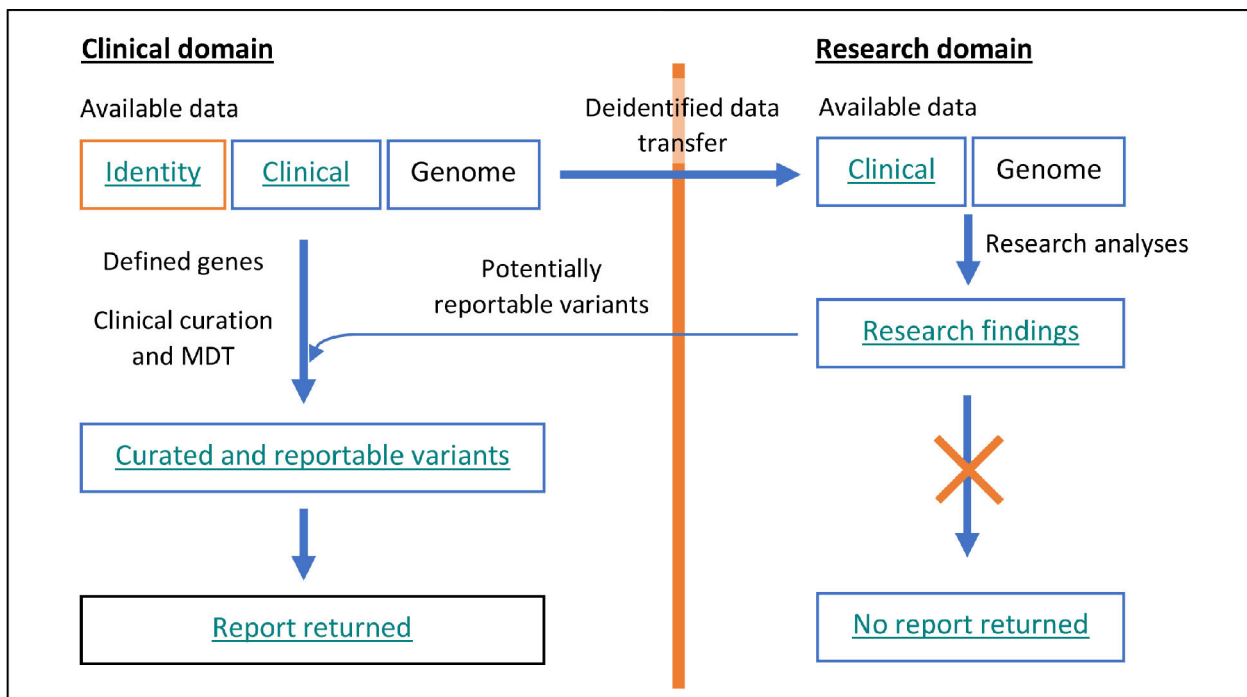 Clinical domain
Research domain
Available data
Deidentified data
transfer
Available data
Identity
Clinical
Genome
Clinical
Genome
Defined genes
Potentially
reportable variants
Research analyses
Clinical curation
and MDT
Research findings
Curated and reportable variants
Report returned
No report returned